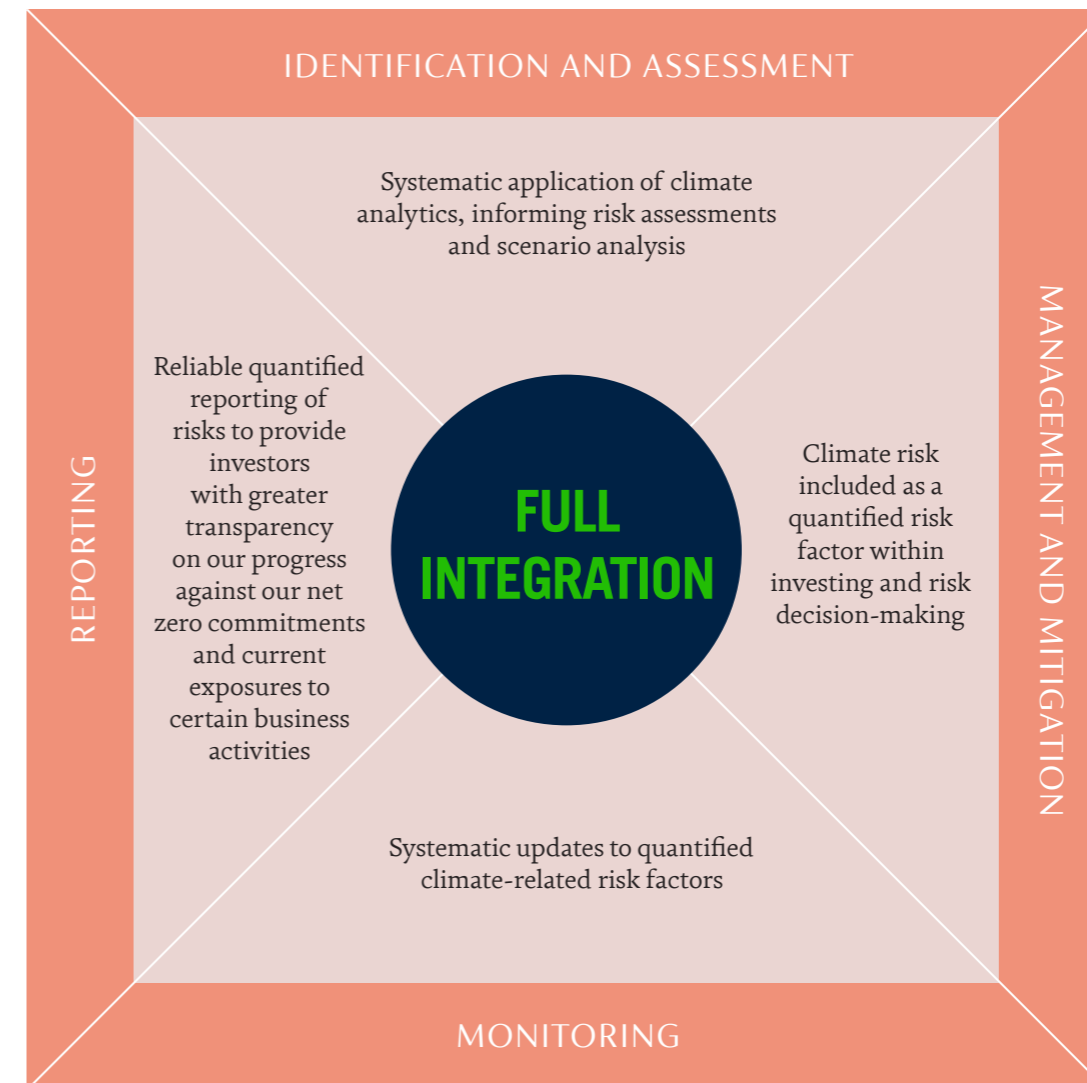 IDENTIFICATION AND ASSESSMENT
Systematic application of climate
analytics, informing risk assessments
and scenario analysis
MANAGEMENT AND MITIGATION
Climate risk
included as a
quantified risk
factor within
investing and risk
decision-making
MONITORING
Systematic updates to quantified
climate-related risk factors
REPORTING
Reliable quantified
reporting of
risks to provide
investors
with greater
transparency
on our progress
against our net
zero commitments
and current
exposures to
certain business
activities
FULL
INTEGRATION